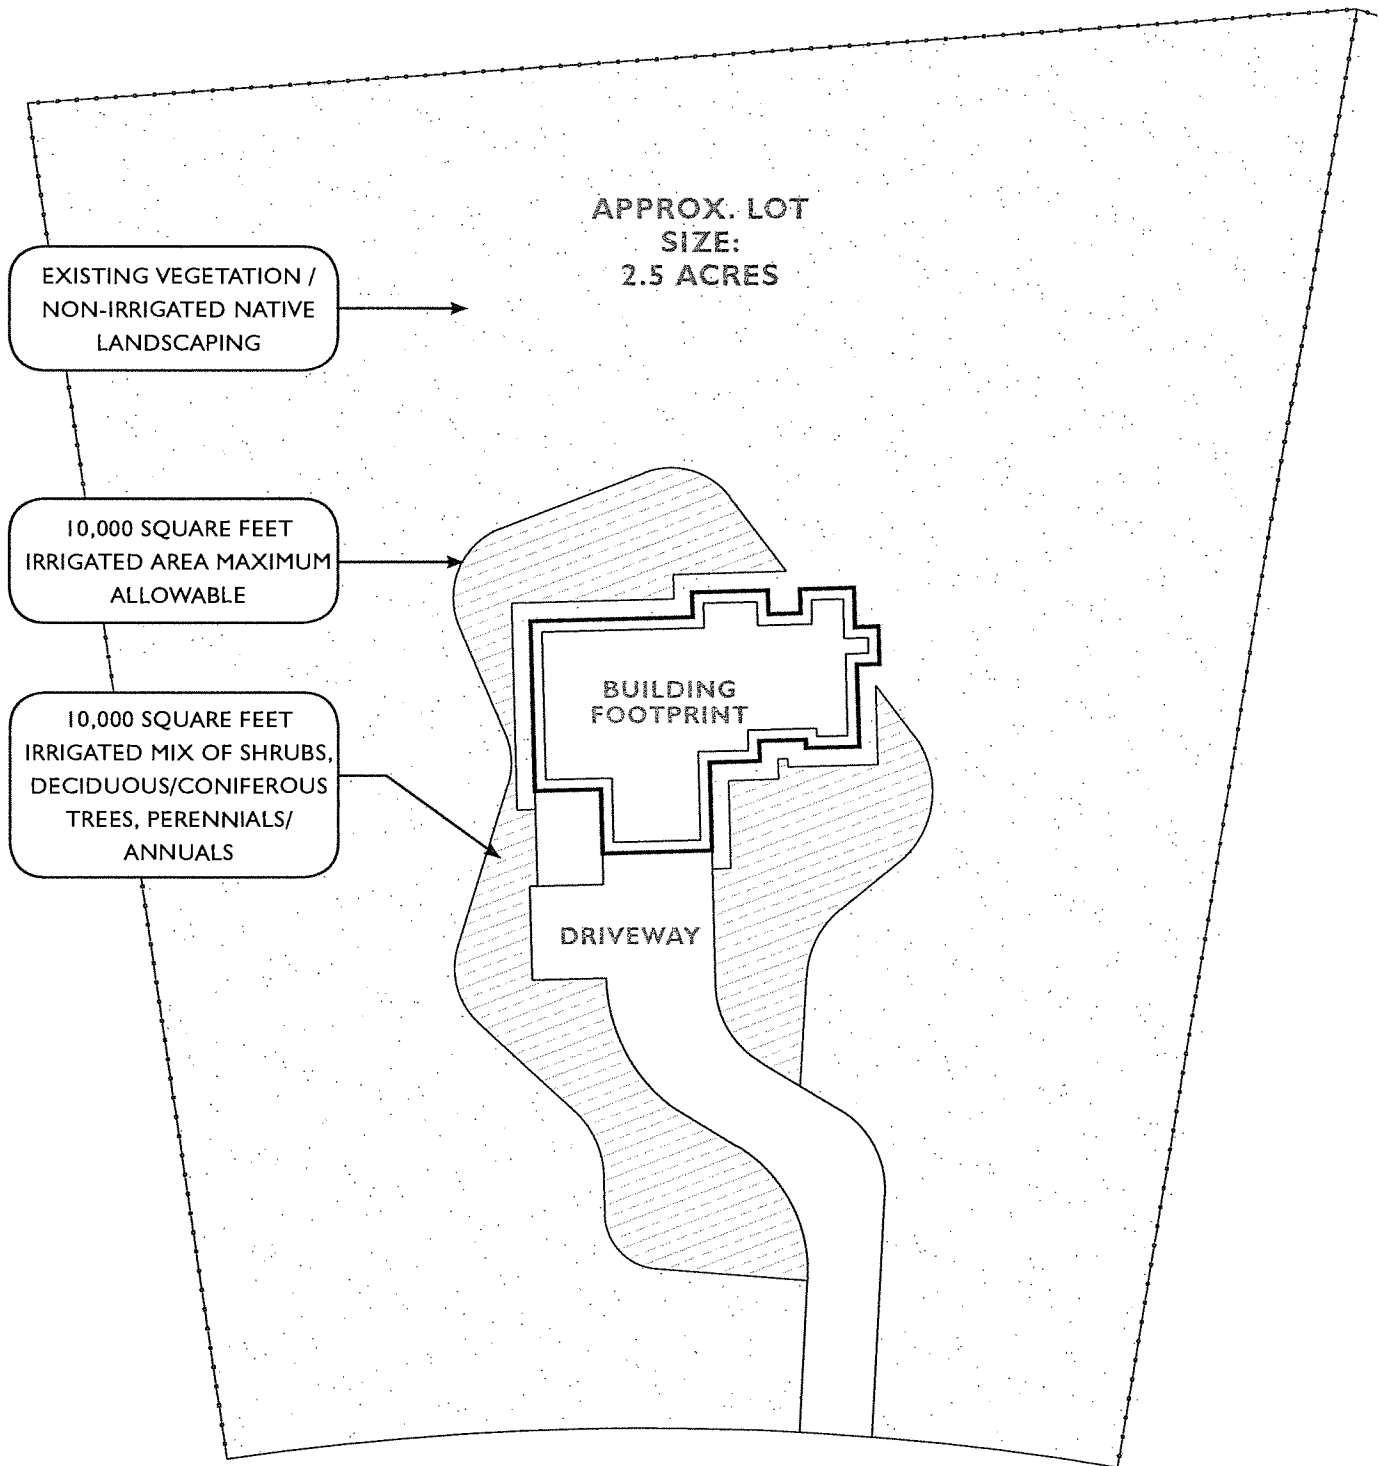 APPROX. LOT
SIZE:
2.5 ACRES
EXISTING VEGETATION /
NON-IRRIGATED NATIVE
LANDSCAPING
10,000 SQUARE FEET
IRRIGATED AREA MAXIMUM
ALLOWABLE
10,000 SQUARE FEET
IRRIGATED MIX OF SHRUBS,
DECIDUOUS/CONIFEROUS
TREES, PERENNIALS/
ANNUALS
BUILDING
FOOTPRINT
DRIVEWAY